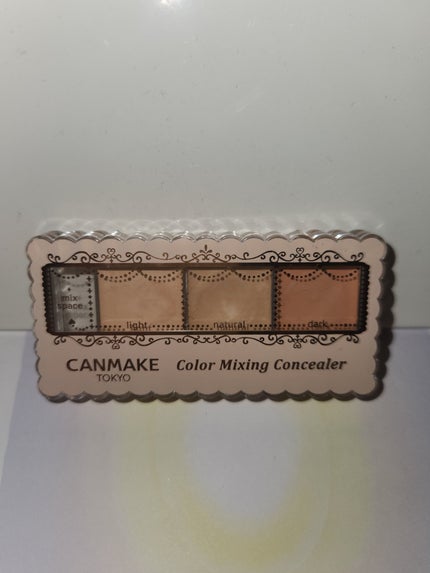 mix
space
light
natural
dark
CANMAKE
TOKYO
Color Mixing Concealer